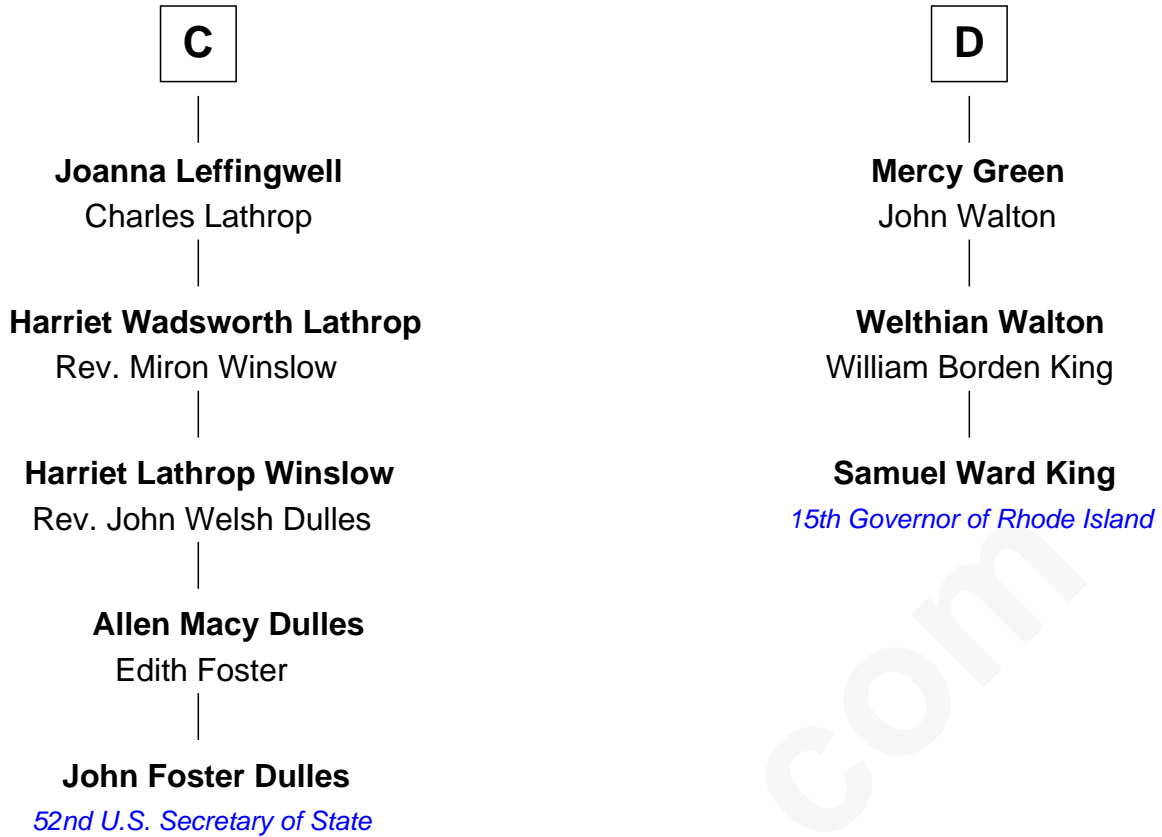 C
Joanna Leffingwell
Charles Lathrop
Harriet Wadsworth Lathrop
Rev. Miron Winslow
Harriet Lathrop Winslow
Rev. John Welsh Dulles
Allen Macy Dulles
Edith Foster
John Foster Dulles
52nd U.S. Secretary of State
D
Mercy Green
John Walton
Welthian Walton
William Borden King
Samuel Ward King
15th Governor of Rhode Island
com